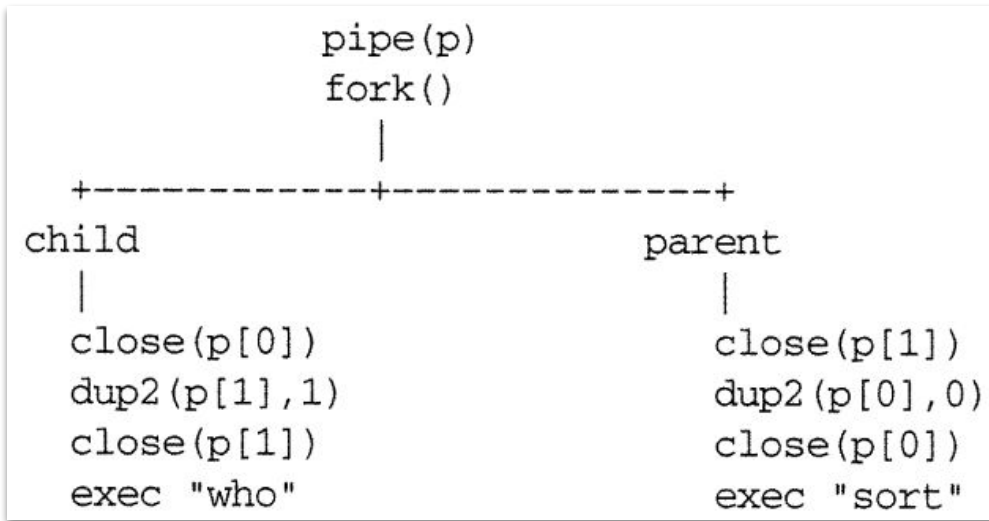 pipe(p)
fork()
|
+-------------+---------------+
child parent
| |
close(p[0]) close(p[1])
dup2(p[1],1) dup2(p[0],0)
close(p[1]) close(p[0])
exec "who" exec "sort"